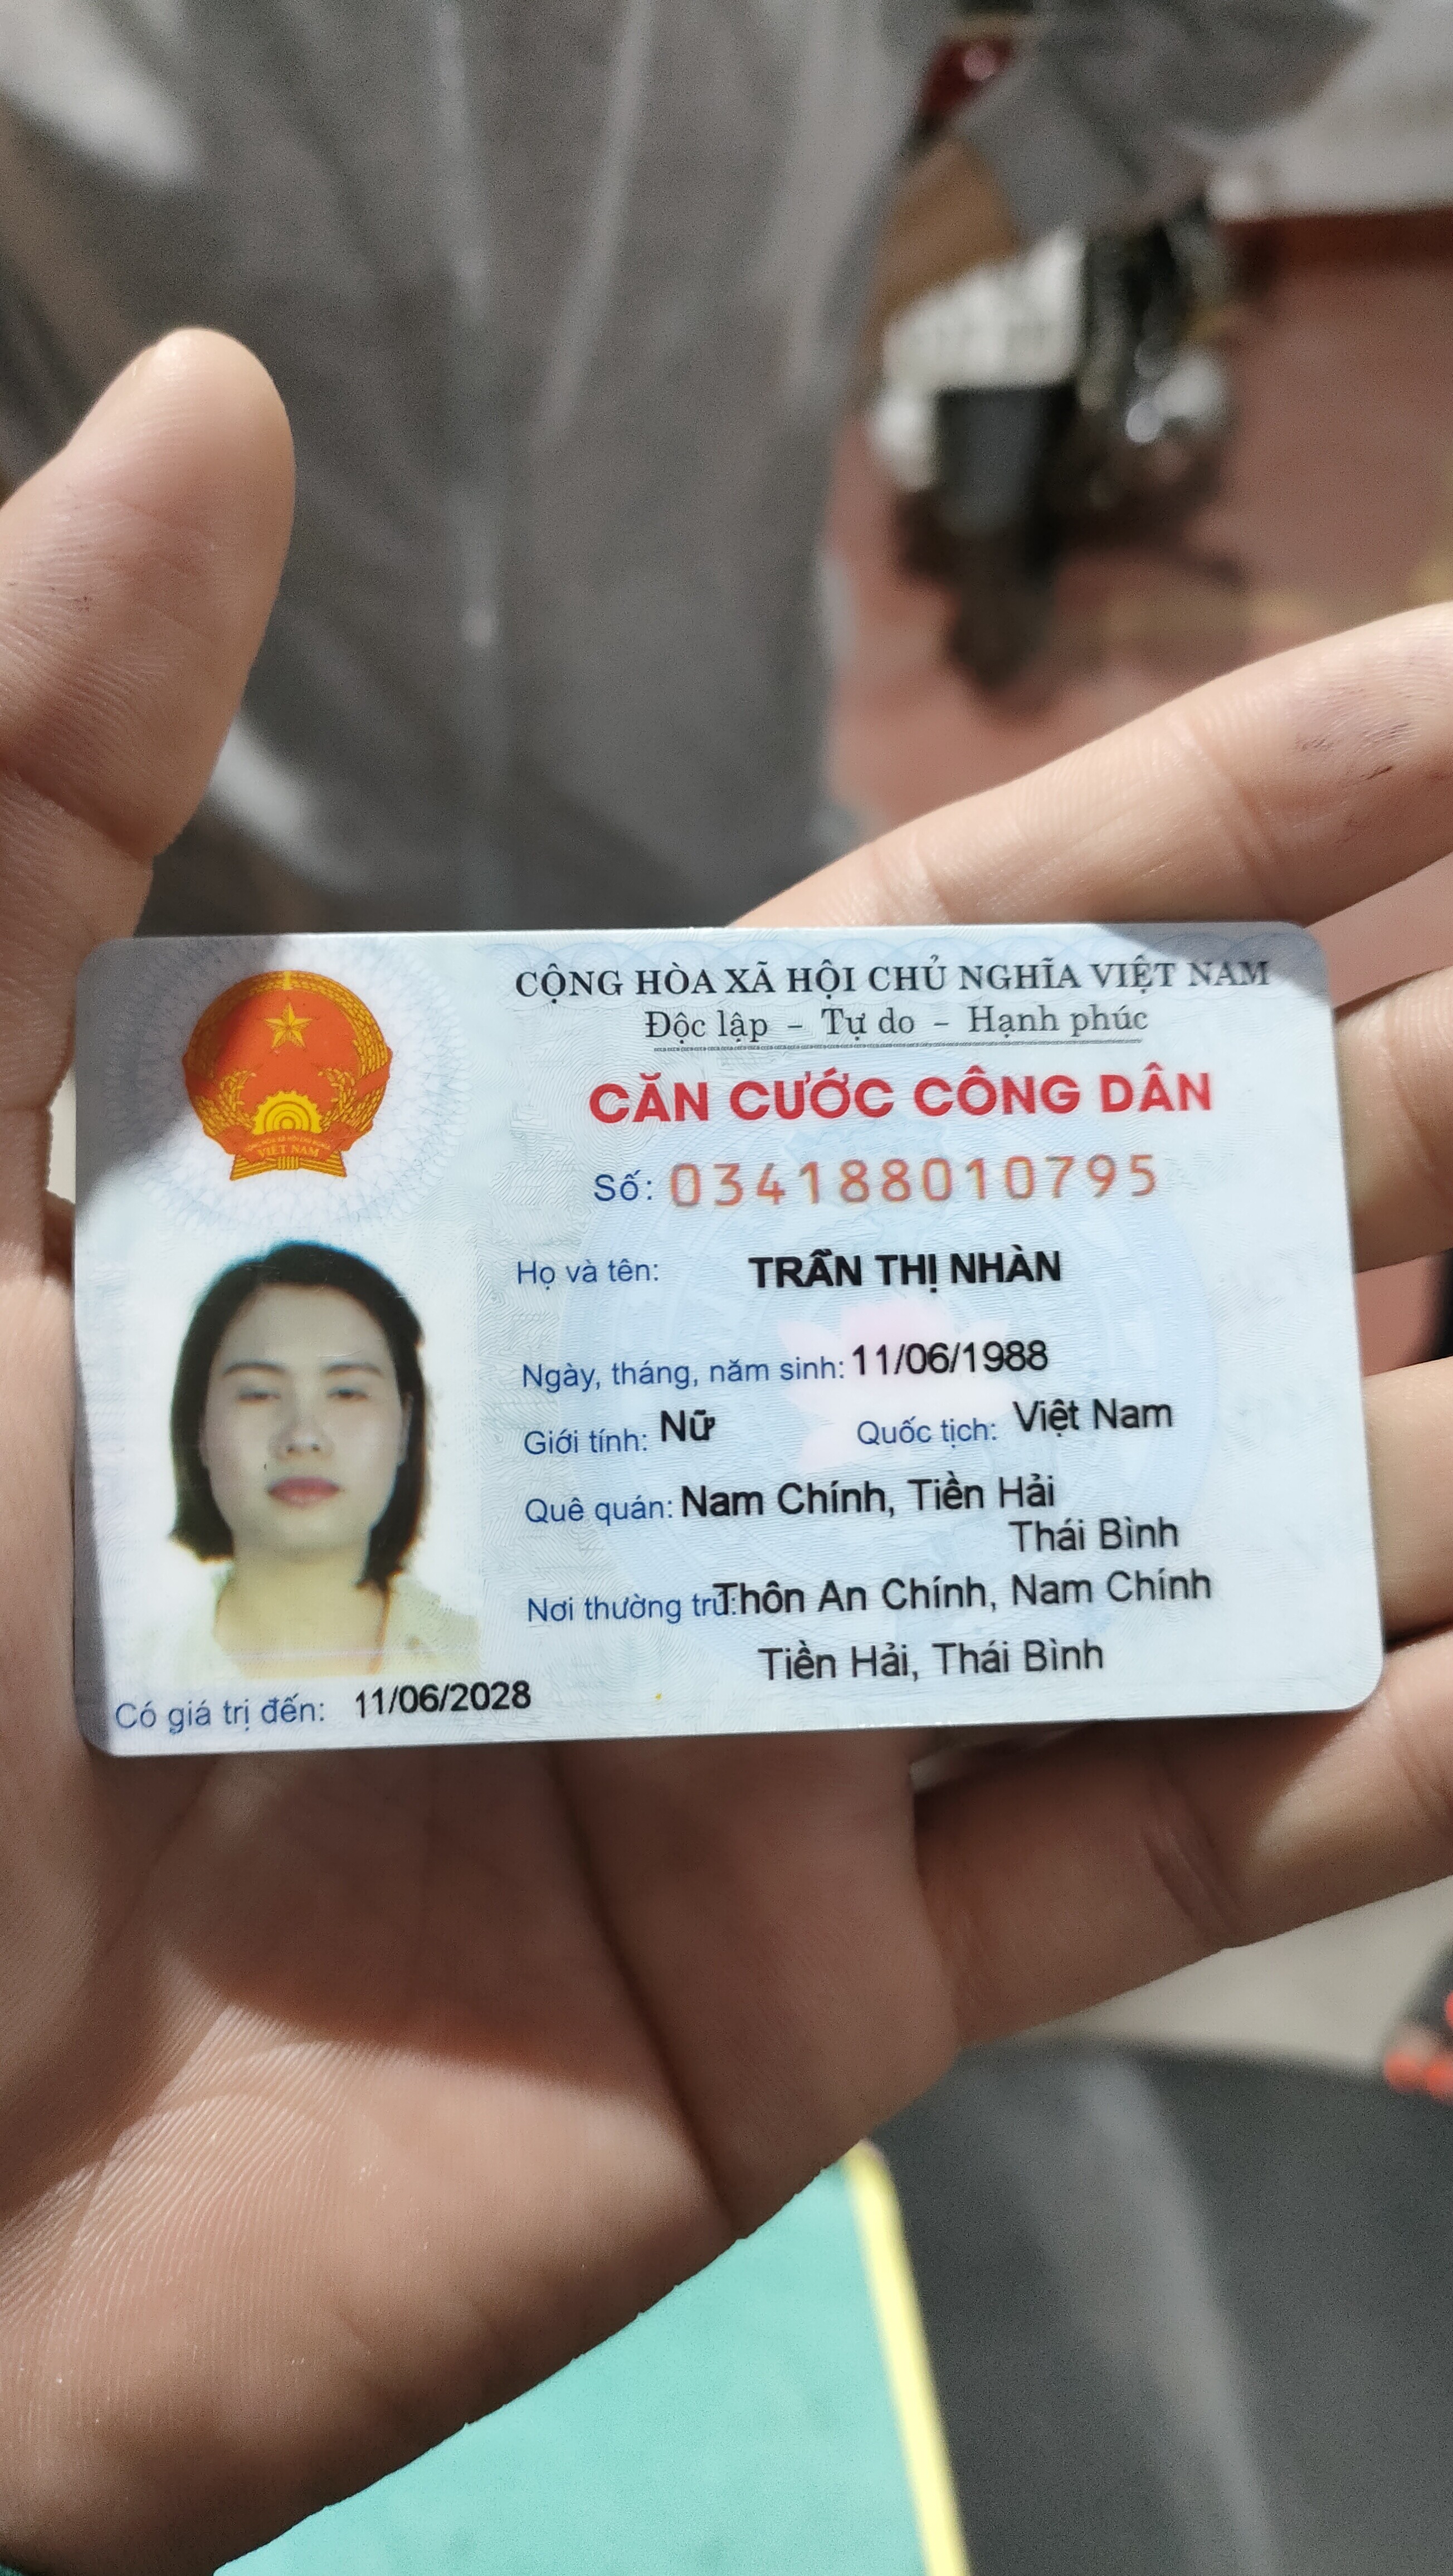 CỘNG HÒA XÃ HỘI CHỦ NGHĨA VIỆT NAM
Độc lập - Tự do - Hạnh phúc
CĂN CƯỚC CÔNG DÂN
Số: 034188010795
Họ và tên: TRẦN THỊ NHÀN
Ngày, tháng, năm sinh: 11/06/1988
Giới tính: Nữ Quốc tịch: Việt Nam
Quê quán: Nam Chính, Tiền Hải
Thái Bình
Nơi thường trú: Thôn An Chính, Nam Chính
Tiền Hải, Thái Bình
Có giá trị đến: 11/06/2028
VIỆT NAM